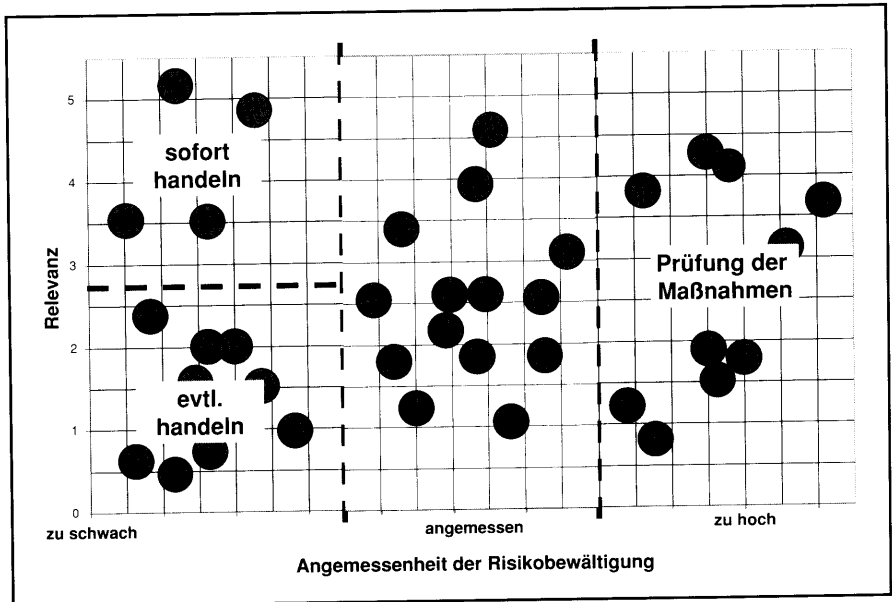 5
sofort
handeln
4
3
Relevanz
Prüfung der
Maßnahmen
2
evtl.
handeln
1
0
zu schwach
angemessen
zu hoch
Angemessenheit der Risikobewältigung